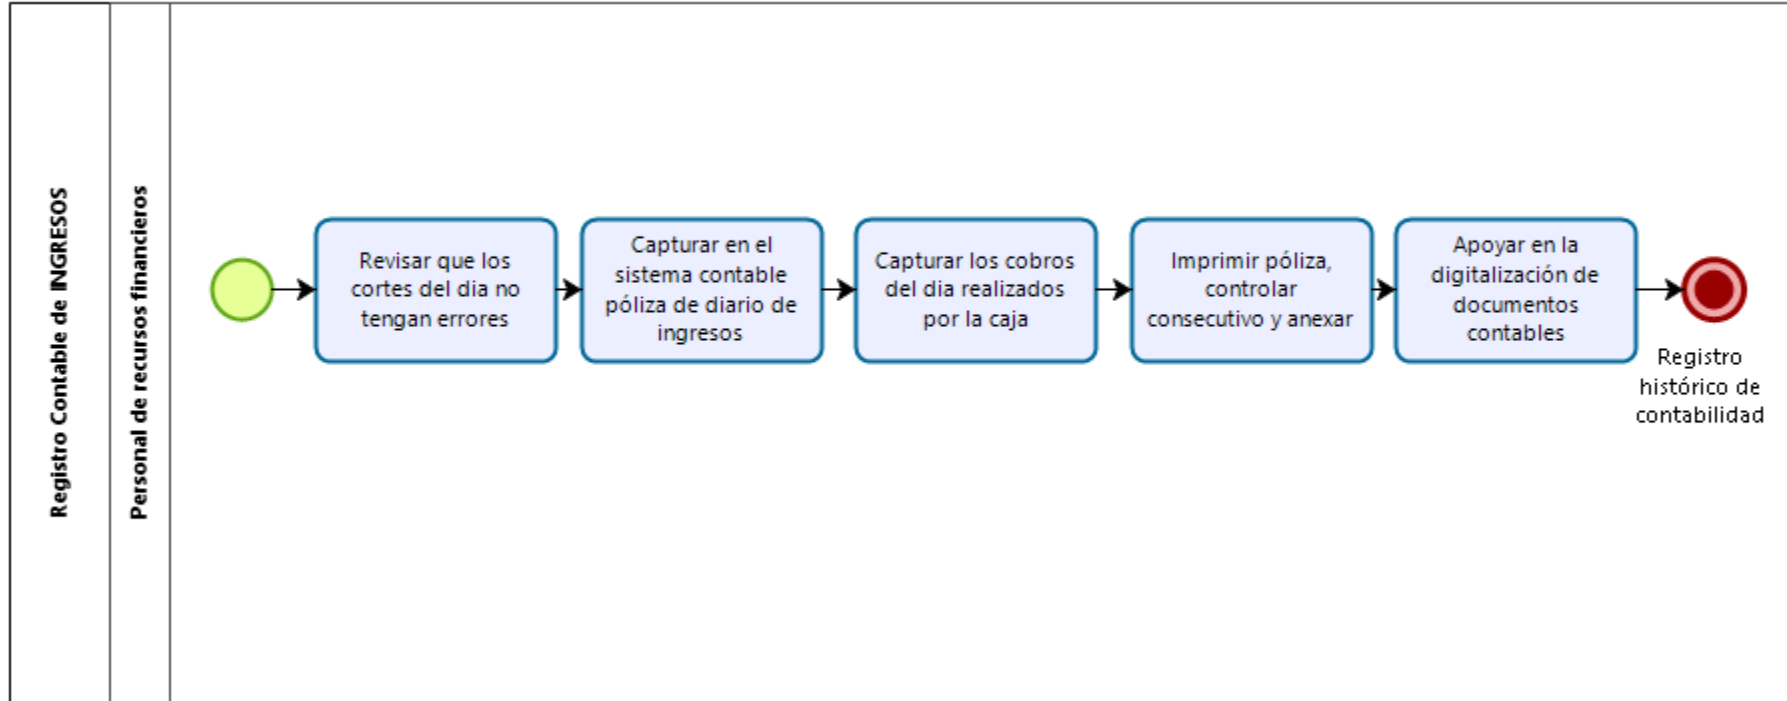 Registro Contable de INGRESOS
Personal de recursos financieros
Revisar que los
cortes del dia no
tengan errores
Capturar en el
sistema contable
póliza de diario de
ingresos
Capturar los cobros
del dia realizados
por la caja
Imprimir póliza,
controlar
consecutivo y anexar
Apoyar en la
digitalización de
documentos
contables
Registro
histórico de
contabilidad